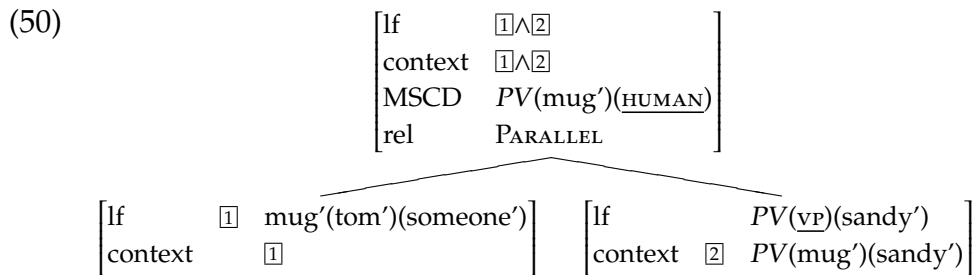 (50)
lf 1∧2
context 1∧2
MSCD PV(mug')(HUMAN)
rel PARALLEL
lf 1 mug'(tom')(someone') lf PV(VP)(sandy')
context 1 context 2 PV(mug')(sandy')